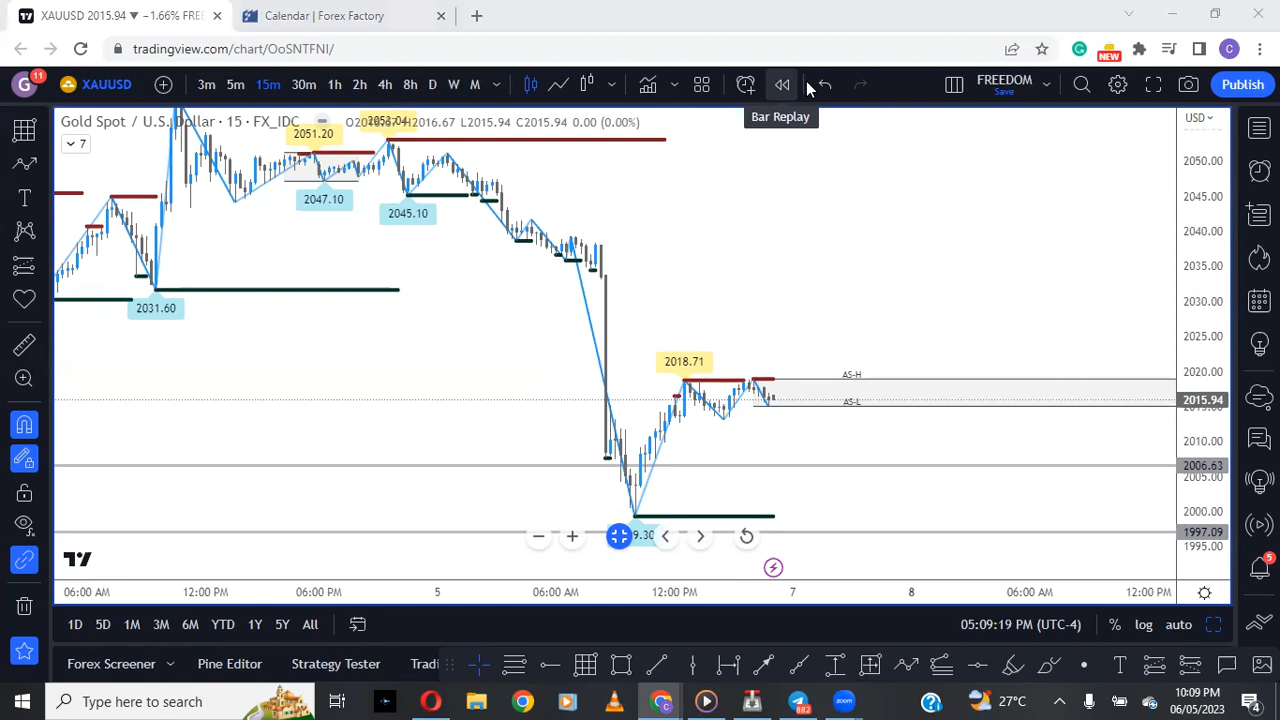 XAUUSD 2015.94 ▼ −1.66% FREE
Calendar | Forex Factory
tradingview.com/chart/OoSNTFNI/
NEW
C
G
11
XAUUSD
3m 5m 15m 30m 1h 2h 4h 8h D W M
FREEDOM
Save
Publish
Bar Replay
Gold Spot / U.S. Dollar · 15 · FX_IDC
H2016.67 L2015.94 C2015.94 0.00 (0.00%)
7
USD
2051.20
2047.10
2045.10
2031.60
2018.71
AS-H
AS-L
2050.00
2045.00
2040.00
2035.00
2030.00
2025.00
2020.00
2015.94
2010.00
2006.63
2005.00
2000.00
1997.09
1995.00
06:00 AM 12:00 PM 06:00 PM 5 06:00 AM 12:00 PM 7 8 06:00 AM 12:00 PM
1D 5D 1M 3M 6M YTD 1Y 5Y All
05:09:19 PM (UTC-4)
% log auto
5
Forex Screener Pine Editor Strategy Tester Tradi
Type here to search
882
zoom
27°C
10:09 PM
06/05/2023
4